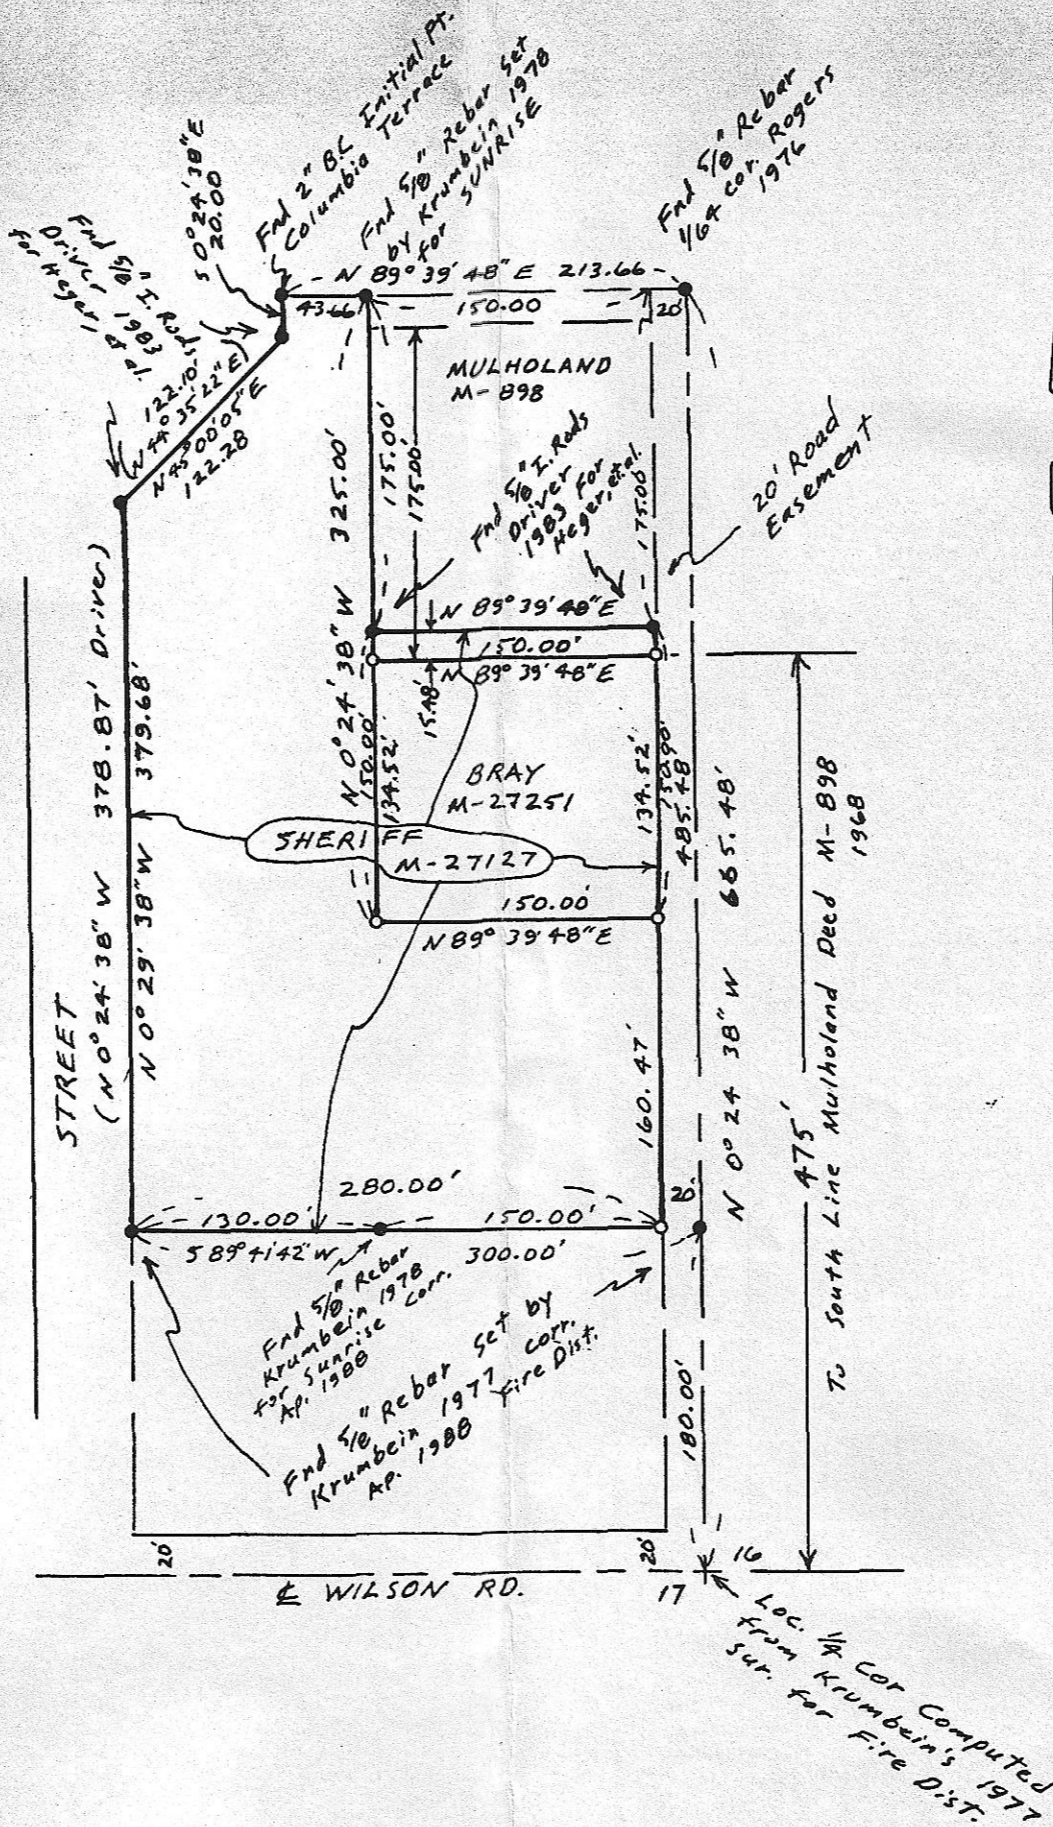 Fnd 2" B.C. Initial Pt.
Columbia Terrace
Fnd 5/8" Rebar Set
by Krumbein 1978
for SUNRISE
Fnd 5/8" Rebar
1/64 cor. Rogers
1976
S 0° 24' 38" E
20.00
Fnd 5/8" I. Rods
Driver 1983
for Heger, et al.
N 89° 39' 48" E 213.66
43.66
150.00
20'
122.10'
N 44° 35' 22" E
N 45° 00' 05" E
122.28
MULHOLAND
M-898
325.00'
175.00'
175.00'
175.00'
Fnd 5/8" I. Rods
Driver
1983 for
Heger, et al.
20' Road
Easement
N 89° 39' 48" E
150.00'
N 89° 39' 48" E
15.48'
N 0° 24' 38" W
150.00'
134.52'
BRAY
M-27251
134.52'
150.00'
485.48'
SHERIFF
M-27127
150.00'
N 89° 39' 48" E
STREET
(N 0° 24' 38" W 378.87' Driver)
N 0° 29' 38" W 379.68'
160.47'
N 0° 24' 38" W 665.48'
475'
To South Line Mulholand Deed M-898
1968
280.00'
20'
130.00'
150.00'
S 89° 41' 42" W
300.00'
Fnd 5/8" Rebar
Krumbein 1978
for Sunrise Corr.
Ap. 1988
Fnd 5/8" Rebar Set by
Krumbein 1977 corr.
Ap. 1988 Fire Dist.
180.00'
20'
20'
16
17
℄ WILSON RD.
Loc. Cor Computed
from Krumbein's 1977
Sur. for Fire Dist.